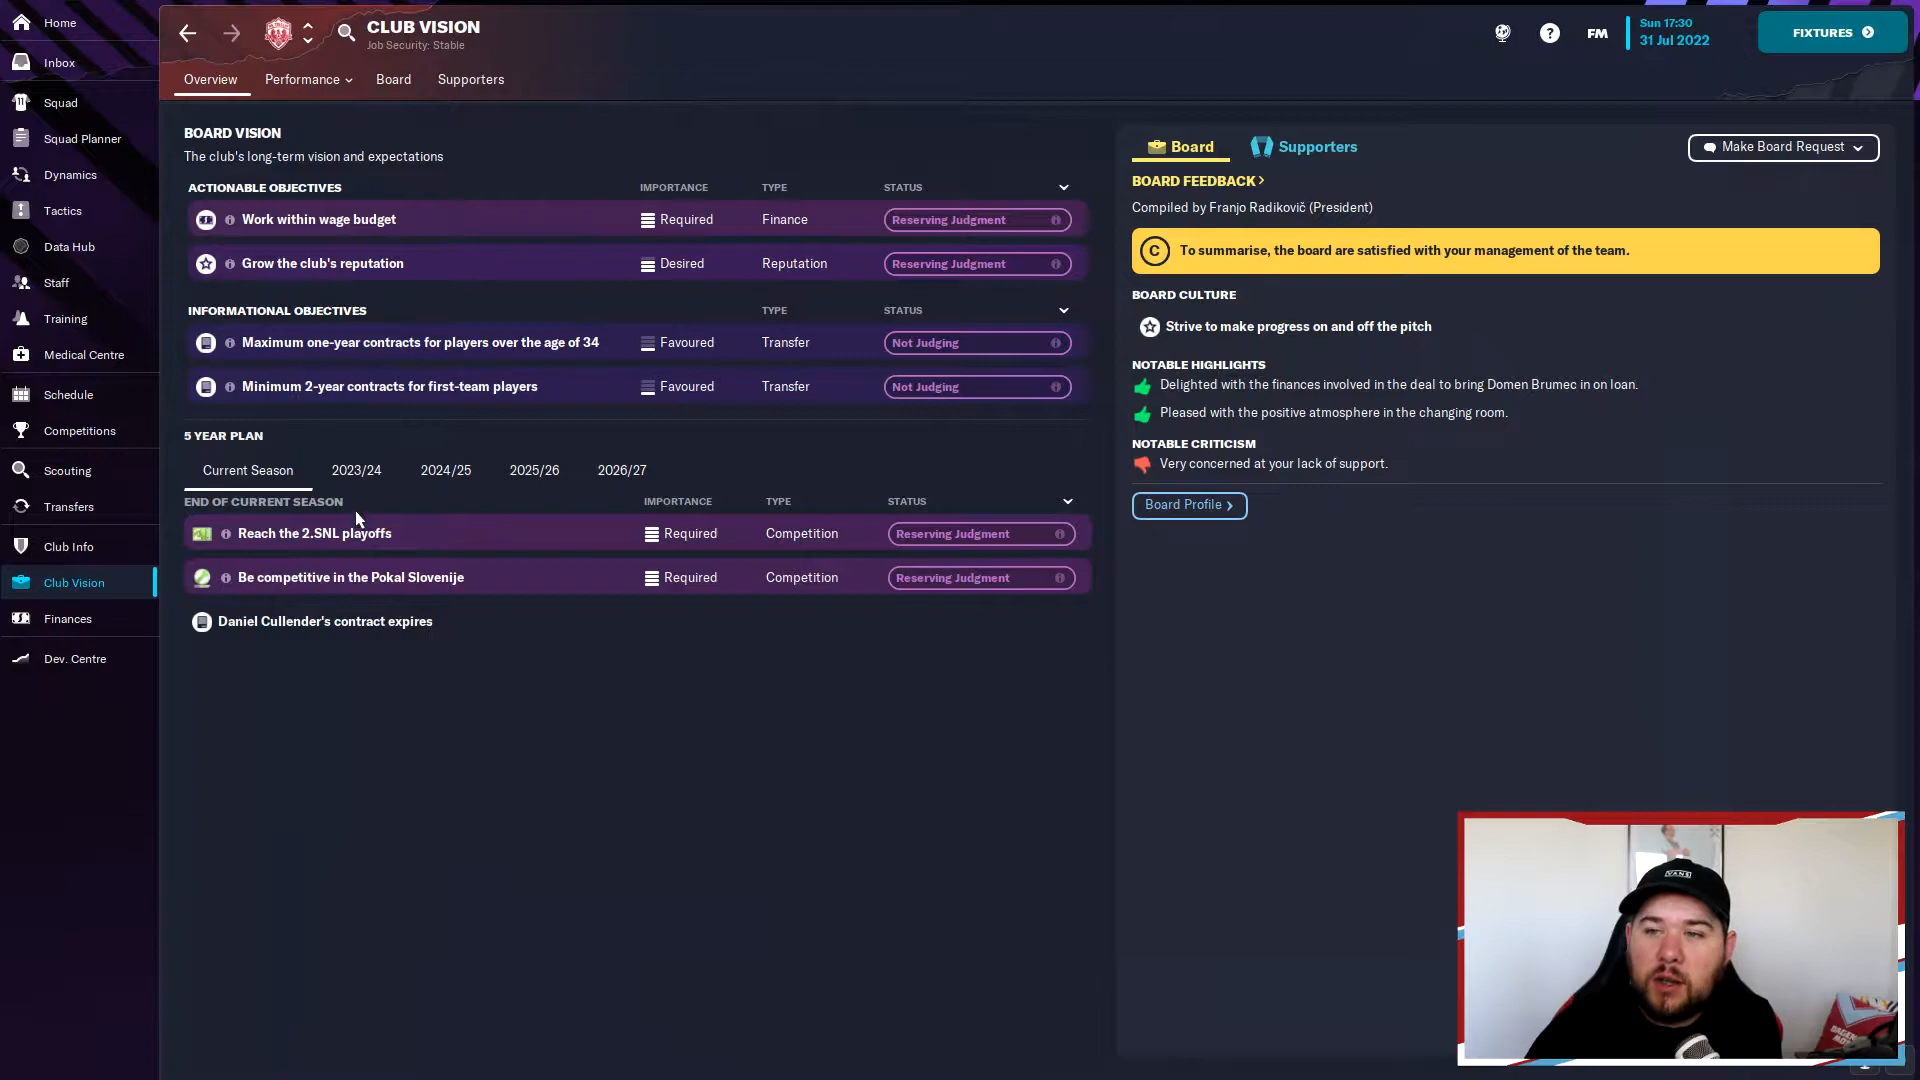 Home
Inbox
Squad
Squad Planner
Dynamics
Tactics
Data Hub
Staff
Training
Medical Centre
Schedule
Competitions
Scouting
Transfers
Club Info
Club Vision
Finances
Dev. Centre
CLUB VISION
Job Security: Stable
FM
Sun 17:30
31 Jul 2022
FIXTURES
Overview
Performance
Board
Supporters
BOARD VISION
The club's long-term vision and expectations
ACTIONABLE OBJECTIVES IMPORTANCE TYPE STATUS
Work within wage budget Required Finance Reserving Judgment
Grow the club's reputation Desired Reputation Reserving Judgment
INFORMATIONAL OBJECTIVES TYPE STATUS
Maximum one-year contracts for players over the age of 34 Favoured Transfer Not Judging
Minimum 2-year contracts for first-team players Favoured Transfer Not Judging
5 YEAR PLAN
Current Season 2023/24 2024/25 2025/26 2026/27
END OF CURRENT SEASON IMPORTANCE TYPE STATUS
Reach the 2.SNL playoffs Required Competition Reserving Judgment
Be competitive in the Pokal Slovenije Required Competition Reserving Judgment
Daniel Cullender's contract expires
Board Supporters Make Board Request
BOARD FEEDBACK >
Compiled by Franjo Radikovič (President)
C To summarise, the board are satisfied with your management of the team.
BOARD CULTURE
Strive to make progress on and off the pitch
NOTABLE HIGHLIGHTS
Delighted with the finances involved in the deal to bring Domen Brumec in on loan.
Pleased with the positive atmosphere in the changing room.
NOTABLE CRITICISM
Very concerned at your lack of support.
Board Profile >
VANS